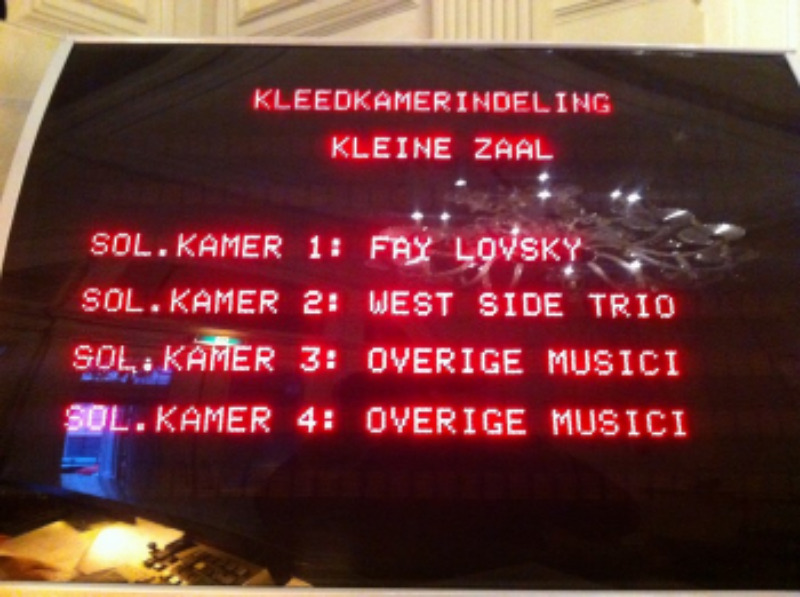 KLEEDKAMERINDELING
KLEINE ZAAL
SOL.KAMER 1: FAY LOVSKY
SOL.KAMER 2: WEST SIDE TRIO
SOL.KAMER 3: OVERIGE MUSICI
SOL.KAMER 4: OVERIGE MUSICI